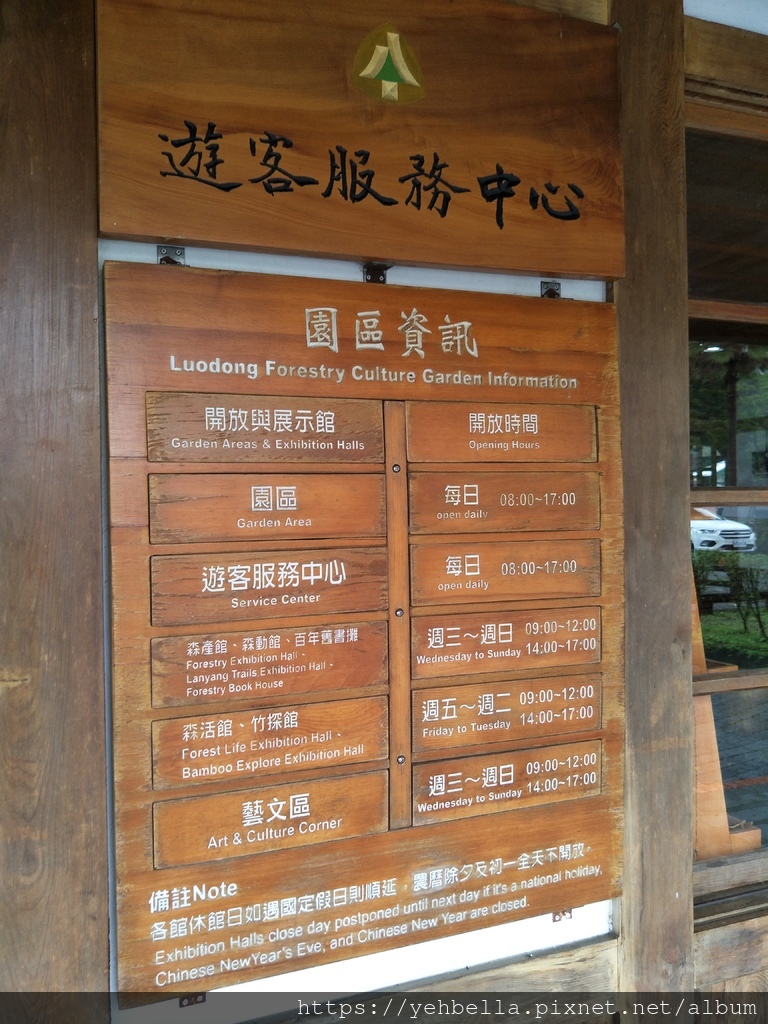 遊客服務中心
園區資訊
Luodong Forestry Culture Garden Information
開放與展示館
Garden Areas & Exhibition Halls
開放時間
Opening Hours
園區
Garden Area
每日 08:00~17:00
open daily
遊客服務中心
Service Center
每日 08:00~17:00
open daily
森產館、森動館、百年舊書攤
Forestry Exhibition Hall、
Lanyang Trails Exhibition Hall、
Forestry Book House
週三～週日 09:00~12:00
Wednesday to Sunday 14:00~17:00
森活館、竹探館
Forest Life Exhibition Hall、
Bamboo Explore Exhibition Hall
週五～週二 09:00~12:00
Friday to Tuesday 14:00~17:00
藝文區
Art & Culture Corner
週三～週日 09:00~12:00
Wednesday to Sunday 14:00~17:00
備註Note
各館休館日如遇國定假日則順延，農曆除夕及初一全天不開放。
Exhibition Halls close day postponed until next day if it's a national holiday,
Chinese NewYear's Eve, and Chinese New Year are closed.
https://yehbella.pixnet.net/album